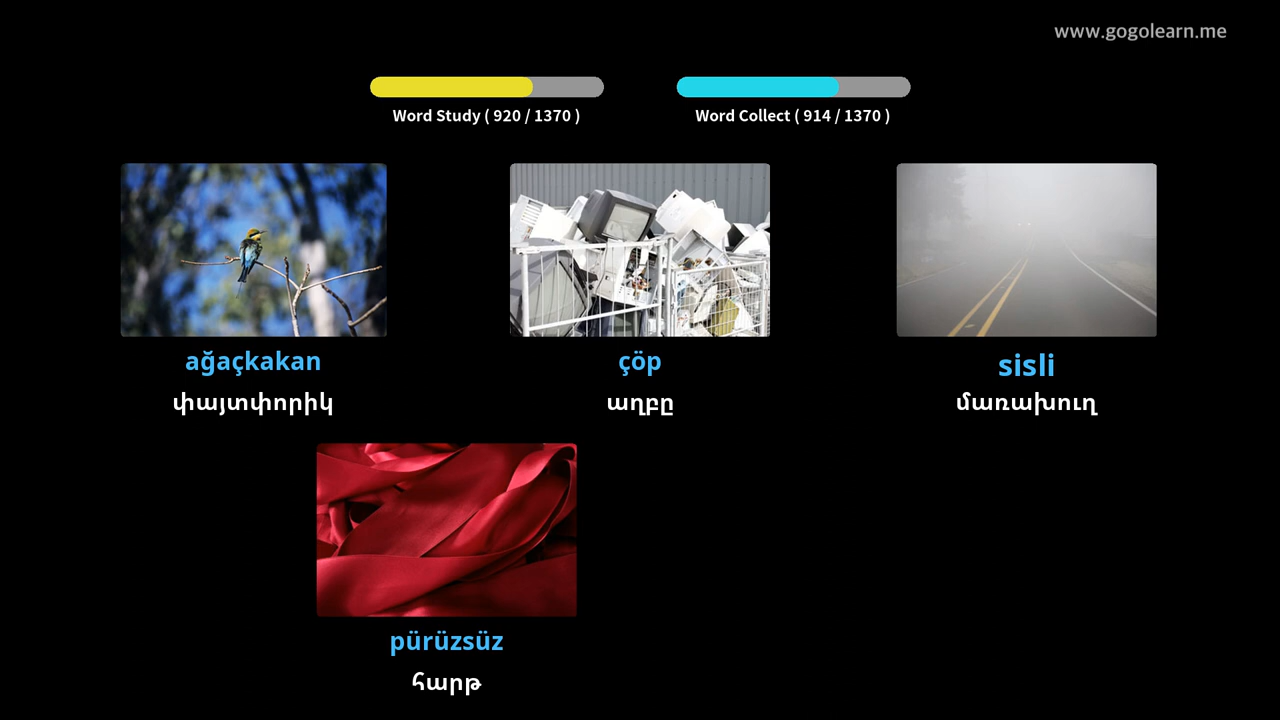 www.gogolearn.me
Word Study ( 920 / 1370 )
Word Collect ( 914 / 1370 )
ağaçkakan
փայտփորիկ
çöp
աղբը
sisli
մառախուղ
pürüzsüz
հարթ